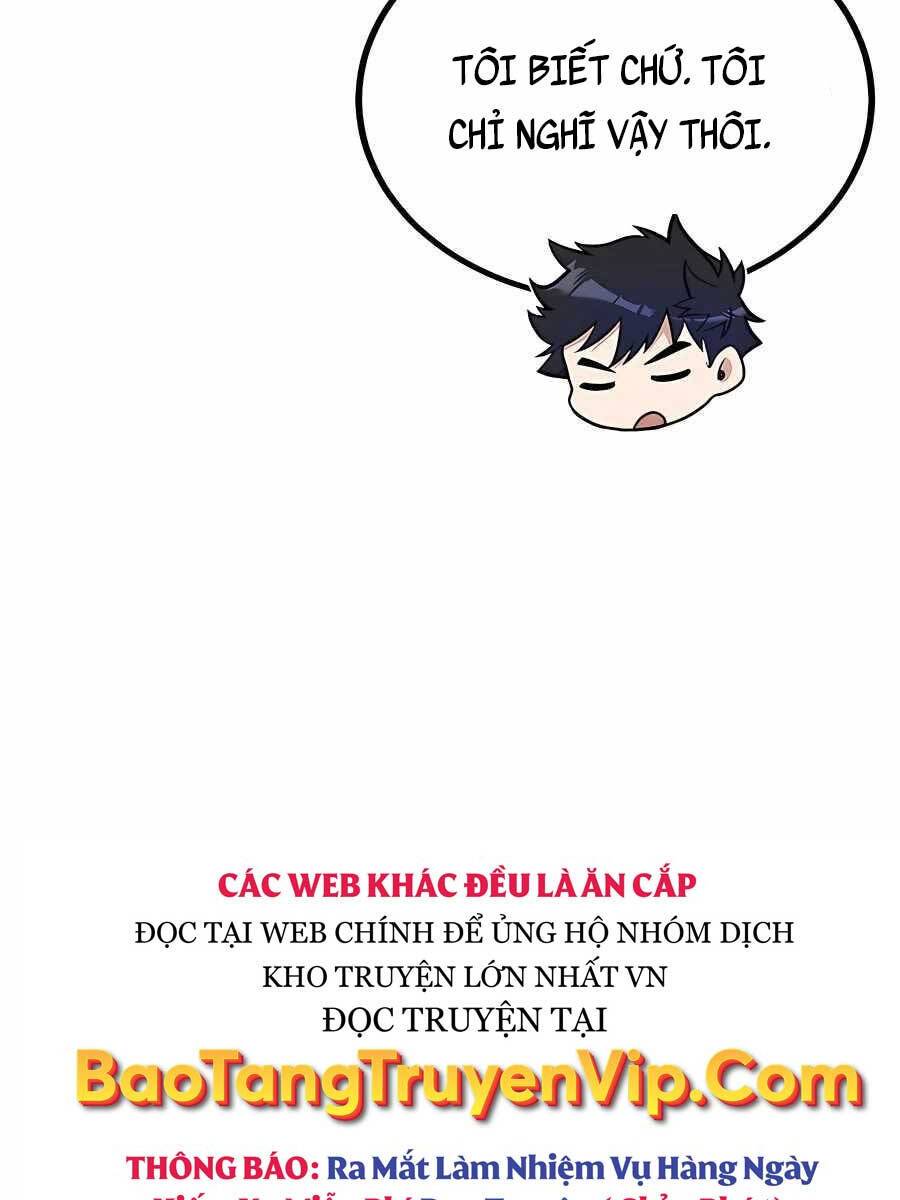 TÔI BIẾT CHỨ. TÔI
CHỈ NGHĨ VẬY THÔI.
CÁC WEB KHÁC ĐỀU LÀ ĂN CẮP
ĐỌC TẠI WEB CHÍNH ĐỂ ỦNG HỘ NHÓM DỊCH
KHO TRUYỆN LỚN NHẤT VN
ĐỌC TRUYỆN TẠI
BaoTangTruyenVip.Com
THÔNG BÁO: Ra Mắt Làm Nhiệm Vụ Hàng Ngày